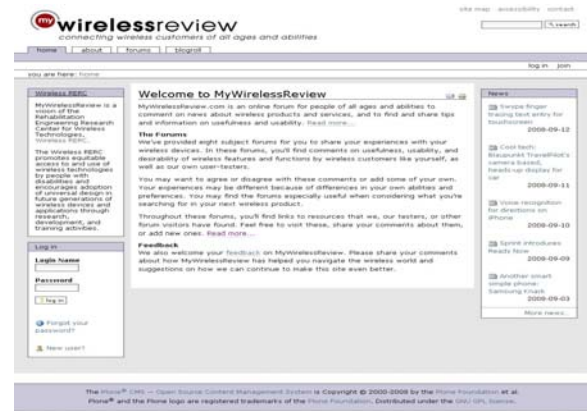 site map accessibility contact
my wirelessreview
connecting wireless customers of all ages and abilities
search
home about forums blogroll
log in join
you are here: home
Wireless RERC
MyWirelessReview is a
vision of the
Rehabilitation
Engineering Research
Center for Wireless
Technologies,
Wireless RERC.
The Wireless RERC
promotes equitable
access to and use of
wireless technologies
by people with
disabilities and
encourages adoption
of universal design in
future generations of
wireless devices and
applications through
research,
development, and
training activities.
Log in
Login Name
Password
log in
Forgot your
password?
New user?
Welcome to MyWirelessReview
MyWirelessReview.com is an online forum for people of all ages and abilities to
comment on news about wireless products and services, and to find and share tips
and information on usefulness and usability. Read more...
The Forums
We've provided eight subject forums for you to share your experiences with your
wireless devices. In these forums, you'll find comments on usefulness, usability, and
desirability of wireless features and functions by wireless customers like yourself, as
well as our own user-testers.
You may want to agree or disagree with these comments or add some of your own.
Your experiences may be different because of differences in your own abilities and
preferences. You may find the forums especially useful when considering what you're
searching for in your next wireless product.
Throughout these forums, you'll find links to resources that we, our testers, or other
forum visitors have found. Feel free to visit these, share your comments about them,
or add new ones. Read more...
Feedback
We also welcome your feedback on MyWirelessReview. Please share your comments
about how MyWirelessReview has helped you navigate the wireless world and
suggestions on how we can continue to make this site even better.
News
Swype finger
tracing text entry for
touchscreen
2008-09-12
Cool tech:
Blaupunkt TravelPilot's
camera based,
heads-up display for
car
2008-09-11
Voice recognition
for directions on
iPhone
2008-09-10
Sprint introduces
Ready Now
2008-09-09
Another smart
simple phone:
Samsung Knack
2008-09-03
More news...
The Plone® CMS — Open Source Content Management System is Copyright © 2000-2008 by the Plone Foundation et al.
Plone® and the Plone logo are registered trademarks of the Plone Foundation. Distributed under the GNU GPL license.